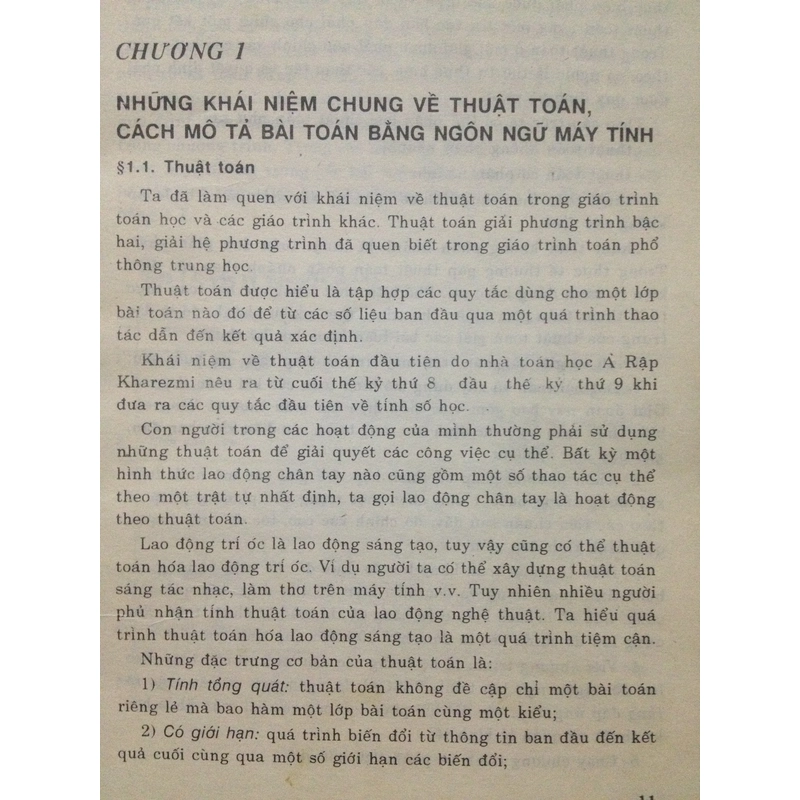 CHƯƠNG 1
NHỮNG KHÁI NIỆM CHUNG VỀ THUẬT TOÁN,
CÁCH MÔ TẢ BÀI TOÁN BẰNG NGÔN NGỮ MÁY TÍNH
§1.1. Thuật toán
Ta đã làm quen với khái niệm về thuật toán trong giáo trình
toán học và các giáo trình khác. Thuật toán giải phương trình bậc
hai, giải hệ phương trình đã quen biết trong giáo trình toán phổ
thông trung học.
Thuật toán được hiểu là tập hợp các quy tắc dùng cho một lớp
bài toán nào đó để từ các số liệu ban đầu qua một quá trình thao
tác dẫn đến kết quả xác định.
Khái niệm về thuật toán đầu tiên do nhà toán học Ả Rập
Kharezmi nêu ra từ cuối thế kỷ thứ 8 đầu thế kỷ thứ 9 khi
đưa ra các quy tắc đầu tiên về tính số học.
Con người trong các hoạt động của mình thường phải sử dụng
những thuật toán để giải quyết các công việc cụ thể. Bất kỳ một
hình thức lao động chân tay nào cũng gồm một số thao tác cụ thể
theo một trật tự nhất định, ta gọi lao động chân tay là hoạt động
theo thuật toán.
Lao động trí óc là lao động sáng tạo, tuy vậy cũng có thể thuật
toán hóa lao động trí óc. Ví dụ người ta có thể xây dựng thuật toán
sáng tác nhạc, làm thơ trên máy tính v.v. Tuy nhiên nhiều người
phủ nhận tính thuật toán của lao động nghệ thuật. Ta hiểu quá
trình thuật toán hóa lao động sáng tạo là một quá trình tiệm cận.
Những đặc trưng cơ bản của thuật toán là:
1) Tính tổng quát: thuật toán không đề cập chỉ một bài toán
riêng lẻ mà bao hàm một lớp bài toán cùng một kiểu;
2) Có giới hạn: quá trình biến đổi từ thông tin ban đầu đến kết
quả cuối cùng qua một số giới hạn các biến đổi;
11